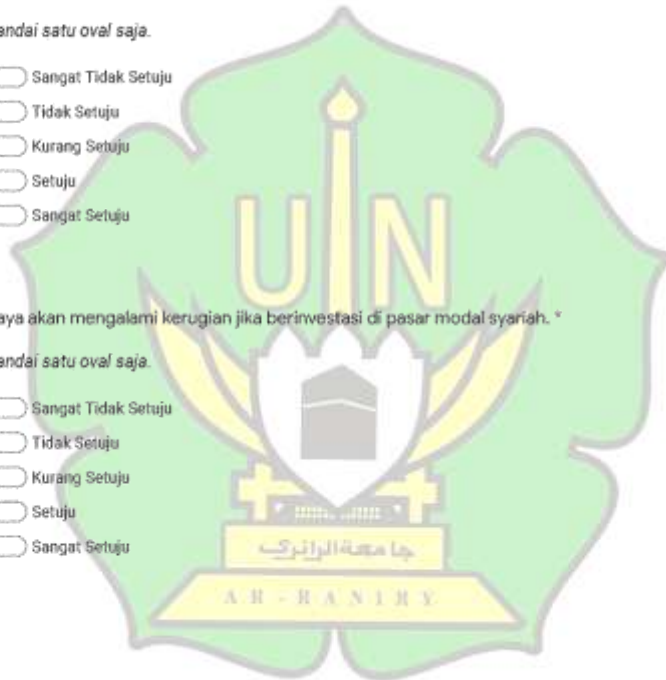 andai satu oval saja.
Sangat Tidak Setuju
Tidak Setuju
Kurang Setuju
Setuju
Sangat Setuju
UIN
aya akan mengalami kerugian jika berinvestasi di pasar modal syariah. *
andai satu oval saja.
Sangat Tidak Setuju
Tidak Setuju
Kurang Setuju
Setuju
Sangat Setuju
جامعة الرانري
AR-RANIRY